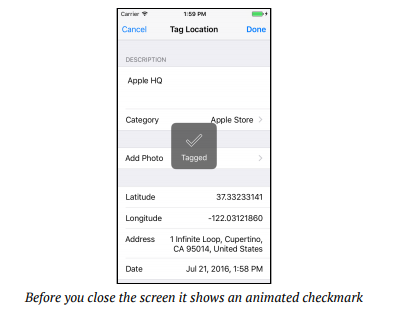 Carrier 1:59 PM
Cancel Tag Location Done
DESCRIPTION
Apple HQ
Category Apple Store
Tagged
Add Photo
Latitude 37.33233141
Longitude -122.03121860
Address 1 Infinite Loop, Cupertino,
CA 95014, United States
Date Jul 21, 2016, 1:58 PM
Before you close the screen it shows an animated checkmark